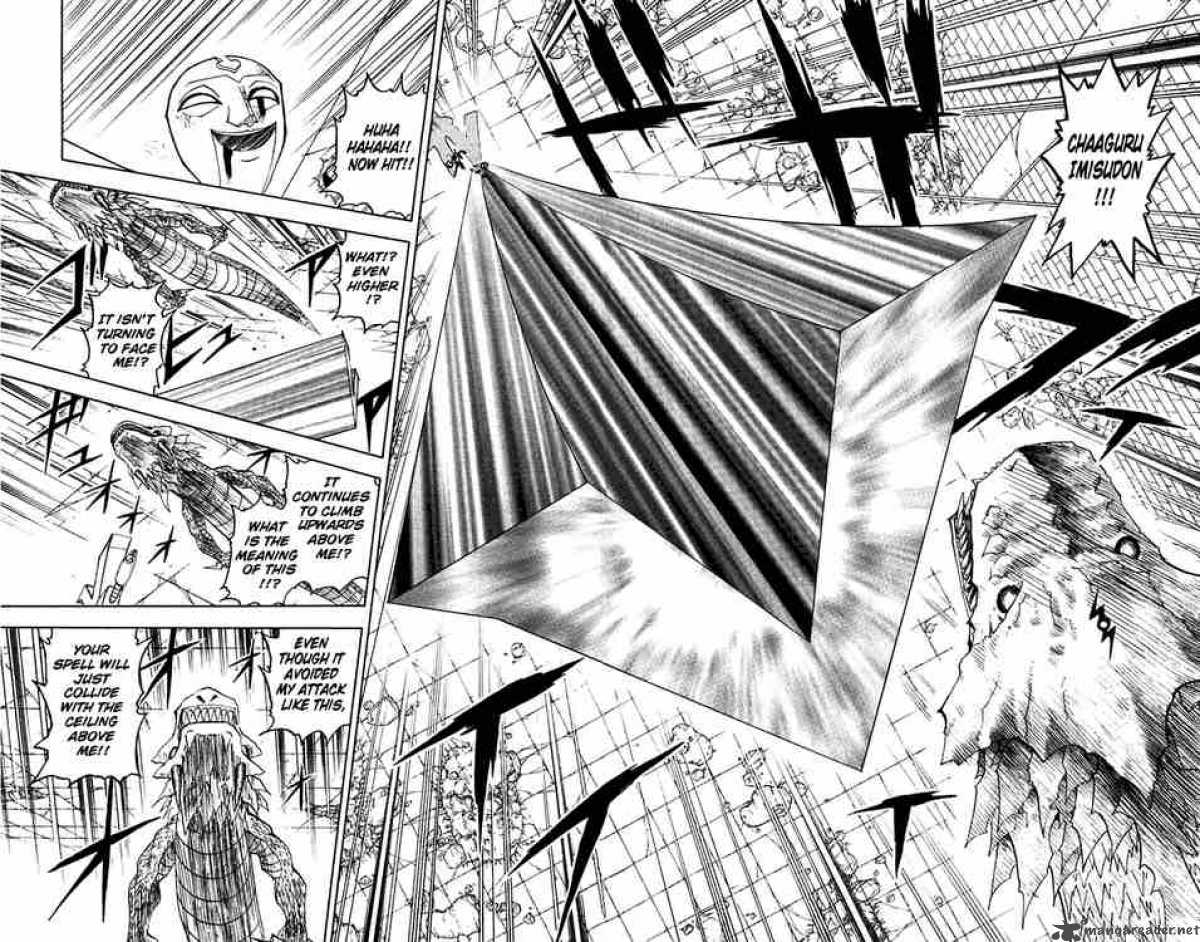 CHAAGURU
IMISUDON
!!!
HUHA
HAHAHA!!
NOW HIT!!
WHAT!?
EVEN
HIGHER
!?
IT ISN'T
TURNING
TO FACE
ME!?
IT
CONTINUES
TO CLIMB
UPWARDS
ABOVE
ME!?
WHAT
IS THE
MEANING
OF THIS
!!?
EVEN
THOUGH IT
AVOIDED
MY ATTACK
LIKE THIS,
YOUR
SPELL WILL
JUST
COLLIDE
WITH THE
CEILING
ABOVE
ME!!
mangareader.net